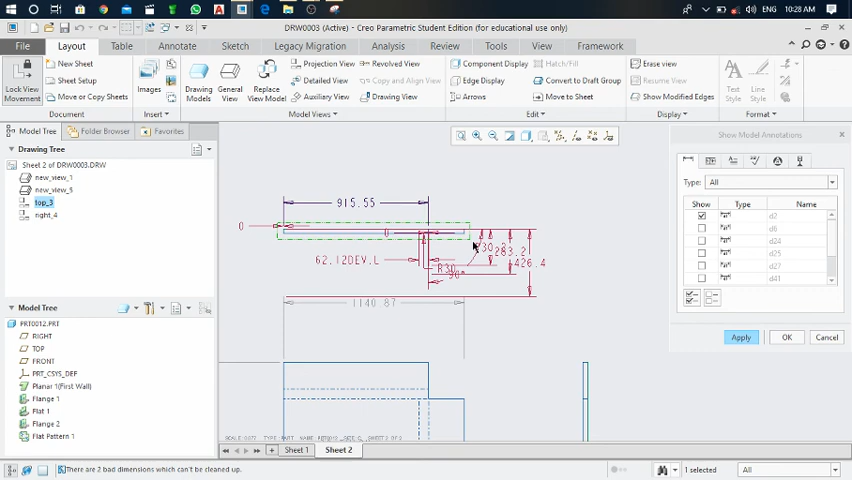 ENG 10:28 AM
DRW0003 (Active) - Creo Parametric Student Edition (for educational use only)
File Layout Table Annotate Sketch Legacy Migration Analysis Review Tools View Framework
Lock View Movement
New Sheet
Sheet Setup
Move or Copy Sheets
Images
Drawing Models
General View
Replace View Model
Projection View
Detailed View
Auxiliary View
Revolved View
Copy and Align View
Drawing View
Component Display
Edge Display
Arrows
Hatch/Fill
Convert to Draft Group
Move to Sheet
Erase view
Resume View
Show Modified Edges
Text Style
Line Style
Document Insert Model Views Edit Display Format
Model Tree Folder Browser Favorites
Drawing Tree
Sheet 2 of DRW0003.DRW
new_view_1
new_view_5
top_3
right_4
Model Tree
PRT0012.PRT
RIGHT
TOP
FRONT
PRT_CSYS_DEF
Planar 1(First Wall)
Flange 1
Flat 1
Flange 2
Flat Pattern 1
915.55
0
62.12DEV.L
R30
90°
283.2
426.4
1140.87
Show Model Annotations
Type: All
Show Type Name
d2
d6
d24
d25
d41
Apply OK Cancel
Sheet 1 Sheet 2
There are 2 bad dimensions which can't be cleaned up.
1 selected All